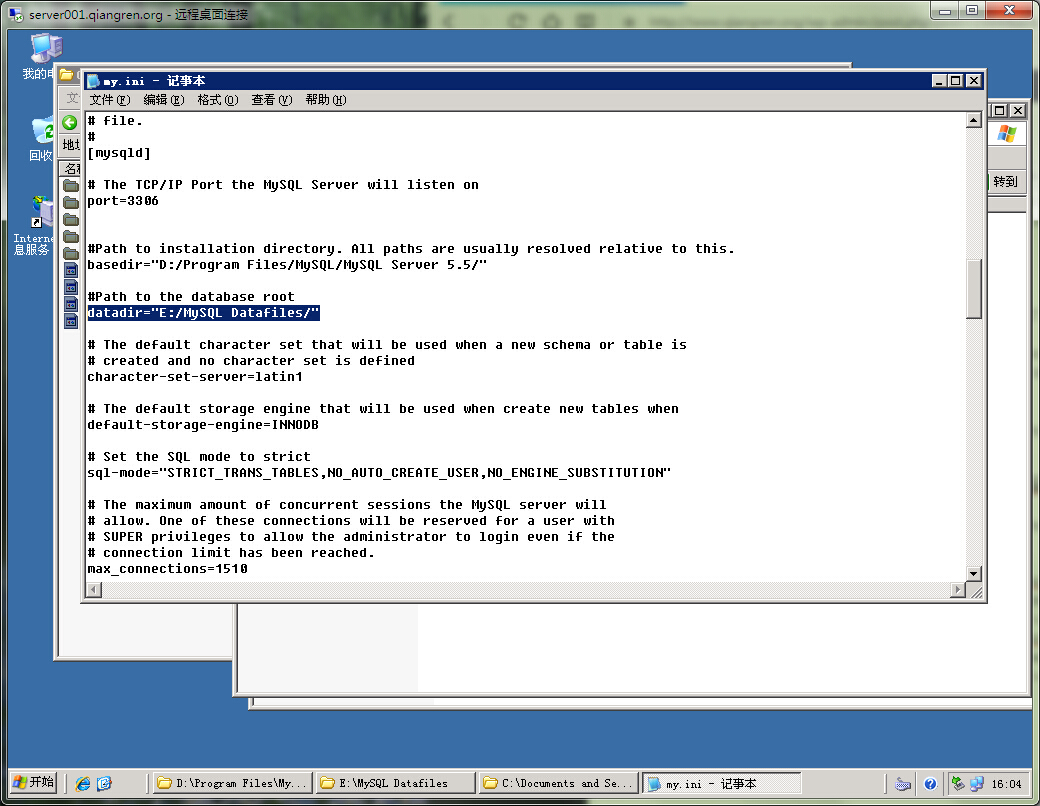 server001.qiangren.org - 远程桌面连接
我的电
回收
Interne
息服务
my.ini - 记事本
文件(F) 编辑(E) 格式(O) 查看(V) 帮助(H)
# file.
#
[mysqld]
# The TCP/IP Port the MySQL Server will listen on
port=3306
#Path to installation directory. All paths are usually resolved relative to this.
basedir="D:/Program Files/MySQL/MySQL Server 5.5/"
#Path to the database root
datadir="E:/MySQL Datafiles/"
# The default character set that will be used when a new schema or table is
# created and no character set is defined
character-set-server=latin1
# The default storage engine that will be used when create new tables when
default-storage-engine=INNODB
# Set the SQL mode to strict
sql-mode="STRICT_TRANS_TABLES,NO_AUTO_CREATE_USER,NO_ENGINE_SUBSTITUTION"
# The maximum amount of concurrent sessions the MySQL server will
# allow. One of these connections will be reserved for a user with
# SUPER privileges to allow the administrator to login even if the
# connection limit has been reached.
max_connections=1510
文
地址
名称
转到
开始
D:\Program Files\My...
E:\MySQL Datafiles
C:\Documents and Se...
my.ini - 记事本
16:04